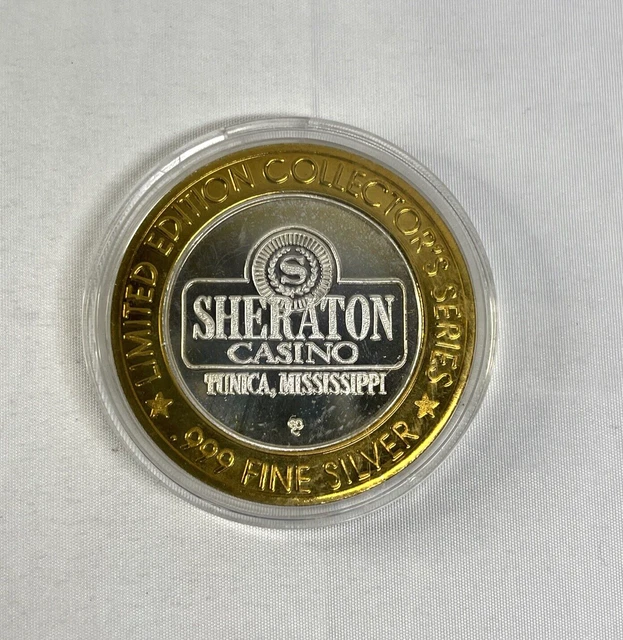 LIMITED EDITION COLLECTOR'S SERIES
S
SHERATON
CASINO
TUNICA, MISSISSIPPI
.999 FINE SILVER